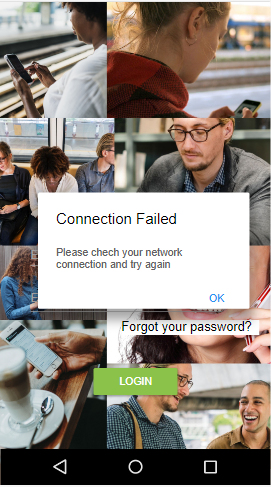 Connection Failed
Please chech your network
connection and try again
OK
Forgot your password?
LOGIN